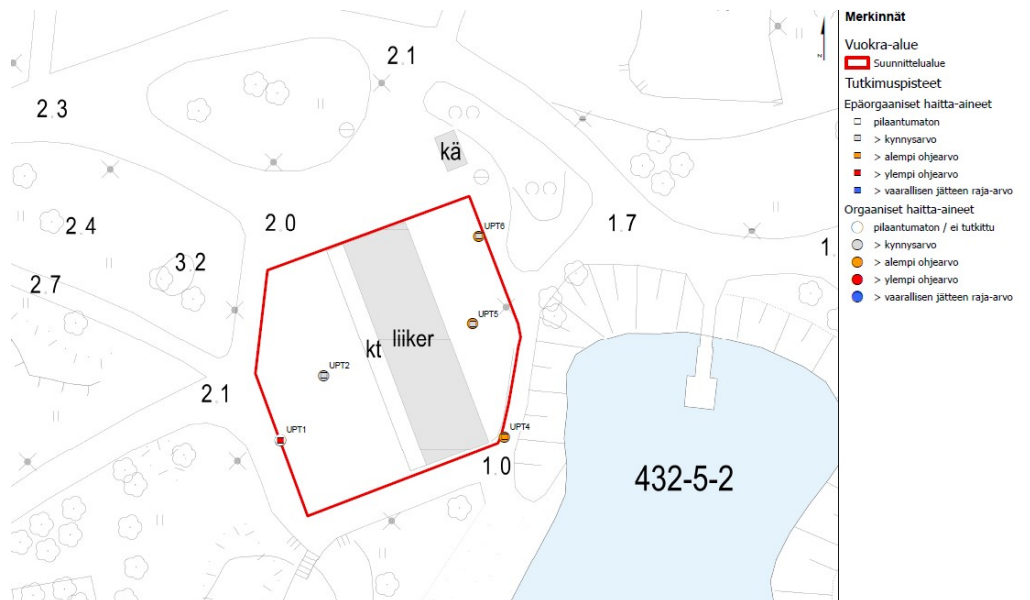 2.1
2.3
kä
2.0
2.4
3.2
1.7
1.
UPT6
2.7
UPT5
liiker
kt
UPT2
2.1
UPT1
UPT4
1.0
432-5-2
N
Merkinnät
Vuokra-alue
Suunnittelualue
Tutkimuspisteet
Epäorgaaniset haitta-aineet
pilaantumaton
> kynnysarvo
> alempi ohjearvo
> ylempi ohjearvo
> vaarallisen jätteen raja-arvo
Orgaaniset haitta-aineet
pilaantumaton / ei tutkittu
> kynnysarvo
> alempi ohjearvo
> ylempi ohjearvo
> vaarallisen jätteen raja-arvo